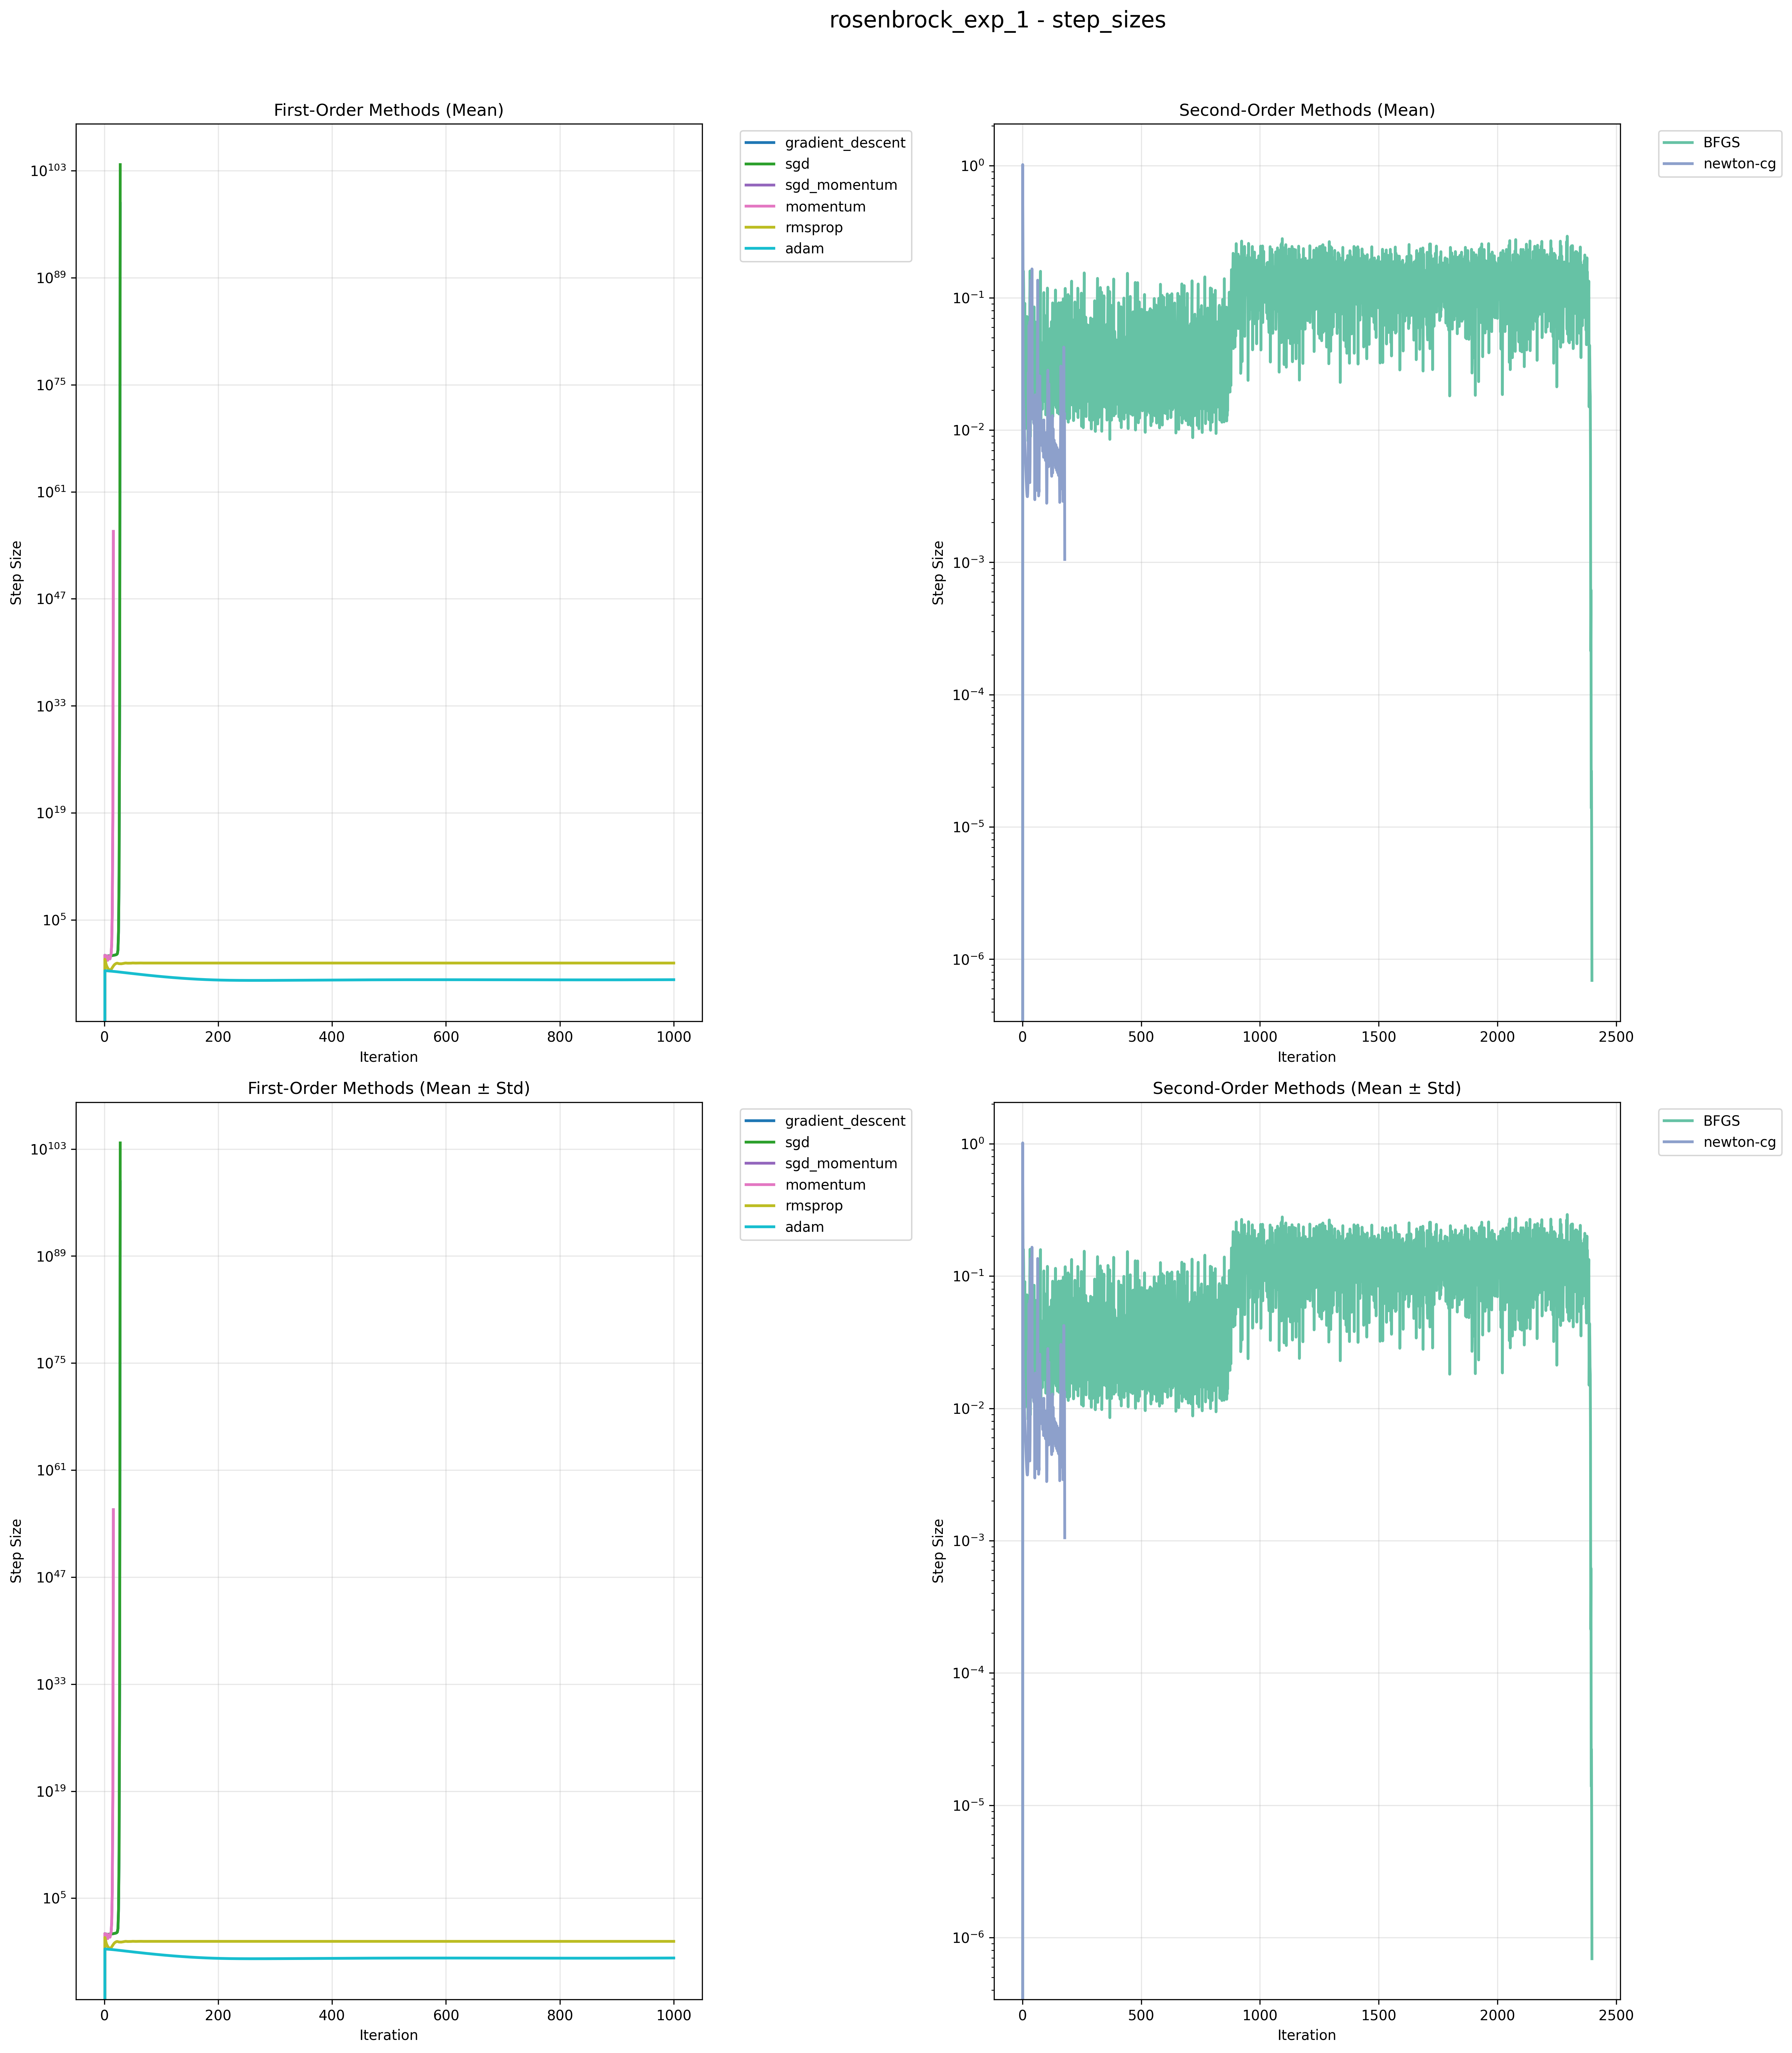 rosenbrock_exp_1 - step_sizes
First-Order Methods (Mean)
Step Size
10^103
10^89
10^75
10^61
10^47
10^33
10^19
10^5
0 200 400 600 800 1000
Iteration
gradient_descent
sgd
sgd_momentum
momentum
rmsprop
adam
Second-Order Methods (Mean)
Step Size
10^0
10^−1
10^−2
10^−3
10^−4
10^−5
10^−6
0 500 1000 1500 2000 2500
Iteration
BFGS
newton-cg
First-Order Methods (Mean ± Std)
Step Size
10^103
10^89
10^75
10^61
10^47
10^33
10^19
10^5
0 200 400 600 800 1000
Iteration
gradient_descent
sgd
sgd_momentum
momentum
rmsprop
adam
Second-Order Methods (Mean ± Std)
Step Size
10^0
10^−1
10^−2
10^−3
10^−4
10^−5
10^−6
0 500 1000 1500 2000 2500
Iteration
BFGS
newton-cg